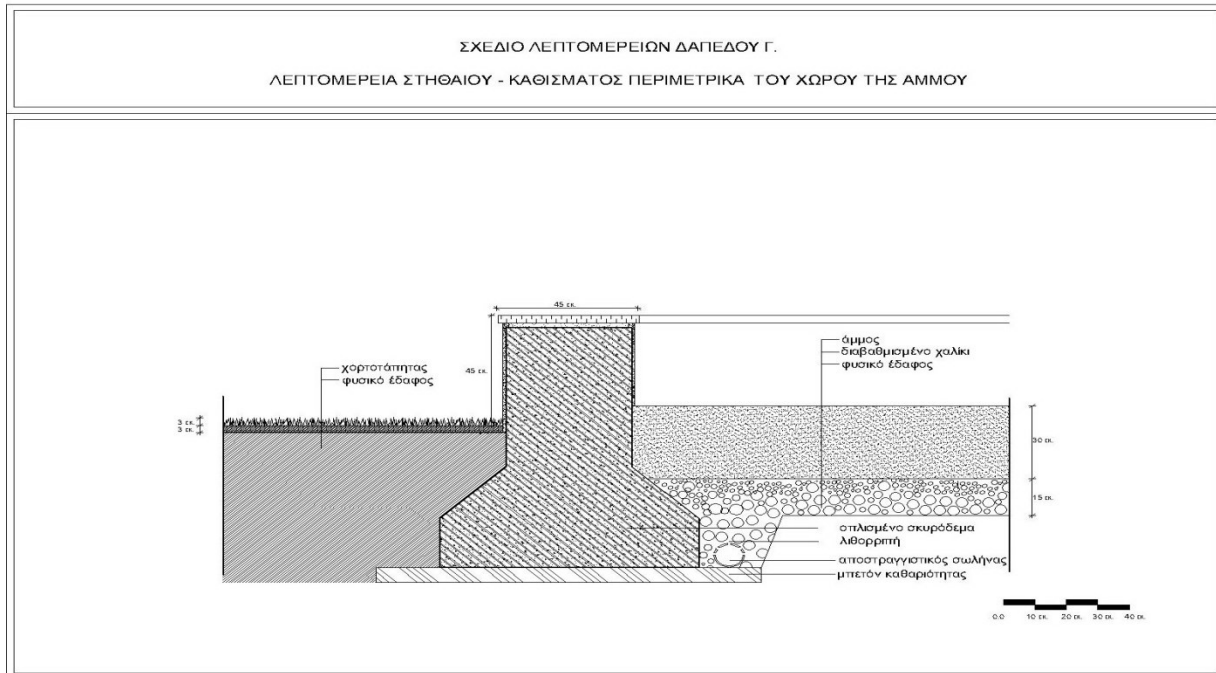 ΣΧΕΔΙΟ ΛΕΠΤΟΜΕΡΕΙΩΝ ΔΑΠΕΔΟΥ Γ.
ΛΕΠΤΟΜΕΡΕΙΑ ΣΤΗΘΑΙΟΥ - ΚΑΘΙΣΜΑΤΟΣ ΠΕΡΙΜΕΤΡΙΚΑ ΤΟΥ ΧΩΡΟΥ ΤΗΣ ΑΜΜΟΥ
45 εκ.
45 εκ.
χορτοτάπητας
φυσικό έδαφος
3 εκ.
3 εκ.
άμμος
διαβαθμισμένο χαλίκι
φυσικό έδαφος
30 εκ.
15 εκ.
οπλισμένο σκυρόδεμα
λιθορριπή
αποστραγγιστικός σωλήνας
μπετόν καθαριότητας
0.0 10 εκ. 20 εκ. 30 εκ. 40 εκ.